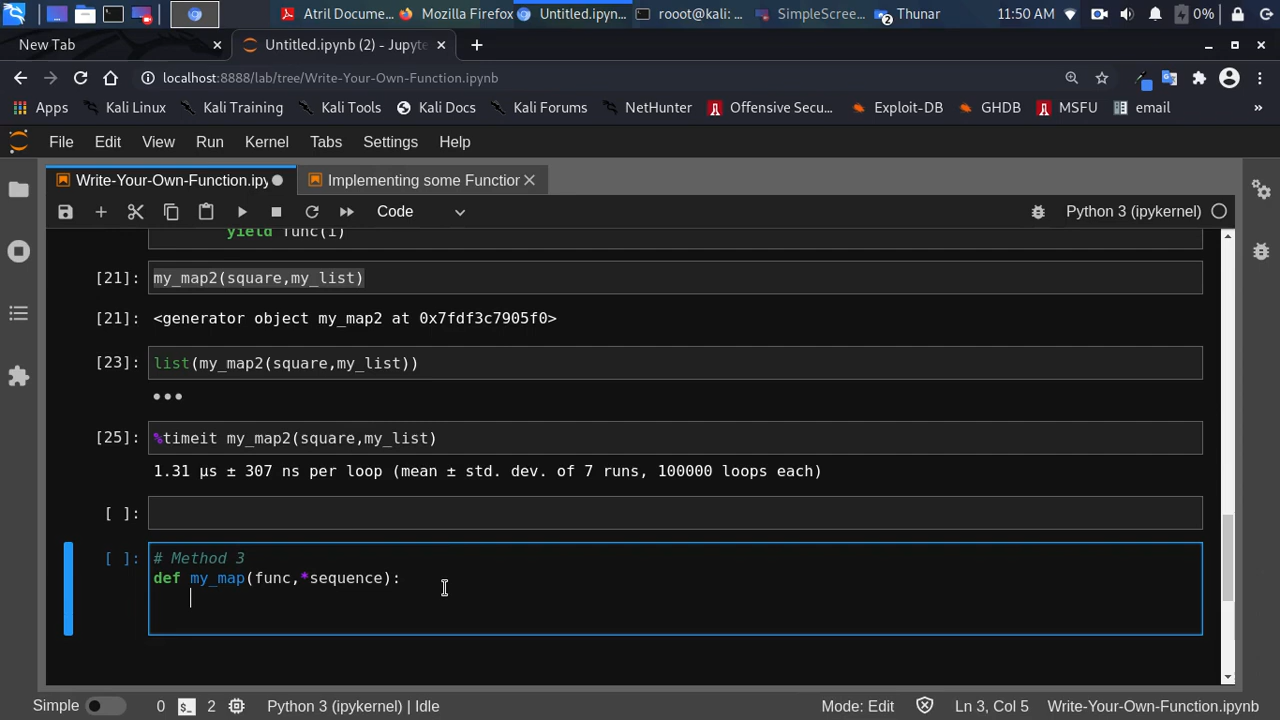 Atril Docume...
Mozilla Firefox
Untitled.ipyn...
rooot@kali: ...
SimpleScree...
2
Thunar
11:50 AM
0%
New Tab
Untitled.ipynb (2) - Jupyte
localhost:8888/lab/tree/Write-Your-Own-Function.ipynb
Apps
Kali Linux
Kali Training
Kali Tools
Kali Docs
Kali Forums
NetHunter
Offensive Secu...
Exploit-DB
GHDB
MSFU
email
»
File
Edit
View
Run
Kernel
Tabs
Settings
Help
Write-Your-Own-Function.ipy
Implementing some Function
Code
Python 3 (ipykernel)
yield func(i)
[21]:
my_map2(square,my_list)
[21]:
<generator object my_map2 at 0x7fdf3c7905f0>
[23]:
list(my_map2(square,my_list))
[25]:
%timeit my_map2(square,my_list)
1.31 µs ± 307 ns per loop (mean ± std. dev. of 7 runs, 100000 loops each)
[ ]:
[ ]:
# Method 3
def my_map(func,*sequence):
Simple
0
2
Python 3 (ipykernel) | Idle
Mode: Edit
Ln 3, Col 5
Write-Your-Own-Function.ipynb